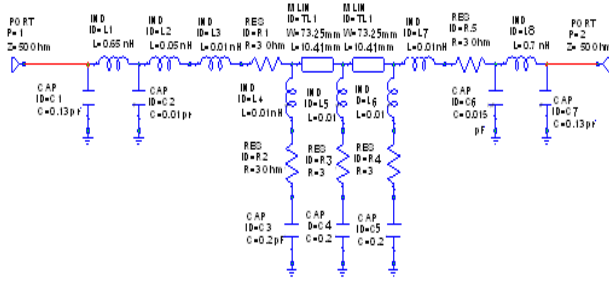 PORT
P=1
Z=50 Ohm
IND
ID=L1
L=0.65 nH
IND
ID=L2
L=0.05nH
IND
ID=L3
L=0.01nH
RES
ID=R1
R=3 Ohm
MLIN
ID=TL1
W=73.25mm
L=10.41mm
MLIN
ID=TL1
W=73.25mm
L=10.41mm
IND
ID=L7
L=0.01nH
RES
ID=R5
R=3 Ohm
IND
ID=L8
L=0.7 nH
PORT
P=2
Z=50 Ohm
CAP
ID=C1
C=0.13pF
CAP
ID=C2
C=0.01pF
IND
ID=L4
L=0.01nH
IND
ID=L5
L=0.01
IND
ID=L6
L=0.01
CAP
ID=C6
C=0.015
pF
CAP
ID=C7
C=0.13pF
RES
ID=R2
R=3 Ohm
RES
ID=R3
R=3
RES
ID=R4
R=3
CAP
ID=C3
C=0.2pF
CAP
ID=C4
C=0.2
CAP
ID=C5
C=0.2